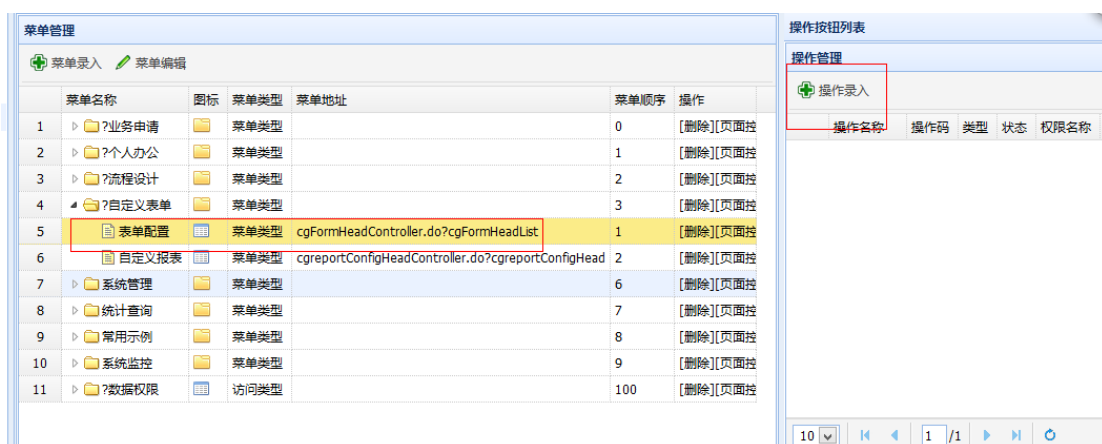 菜单管理
菜单录入 菜单编辑
菜单名称 图标 菜单类型 菜单地址 菜单顺序 操作
1 ?业务申请 菜单类型 0 [删除][页面控
2 ?个人办公 菜单类型 1 [删除][页面控
3 ?流程设计 菜单类型 2 [删除][页面控
4 ?自定义表单 菜单类型 3 [删除][页面控
5 表单配置 菜单类型 cgFormHeadController.do?cgFormHeadList 1 [删除][页面控
6 自定义报表 菜单类型 cgreportConfigHeadController.do?cgreportConfigHead 2 [删除][页面控
7 系统管理 菜单类型 6 [删除][页面控
8 统计查询 菜单类型 7 [删除][页面控
9 常用示例 菜单类型 8 [删除][页面控
10 系统监控 菜单类型 9 [删除][页面控
11 ?数据权限 访问类型 100 [删除][页面控
操作按钮列表
操作管理
操作录入
操作名称 操作码 类型 状态 权限名称
10 1 /1